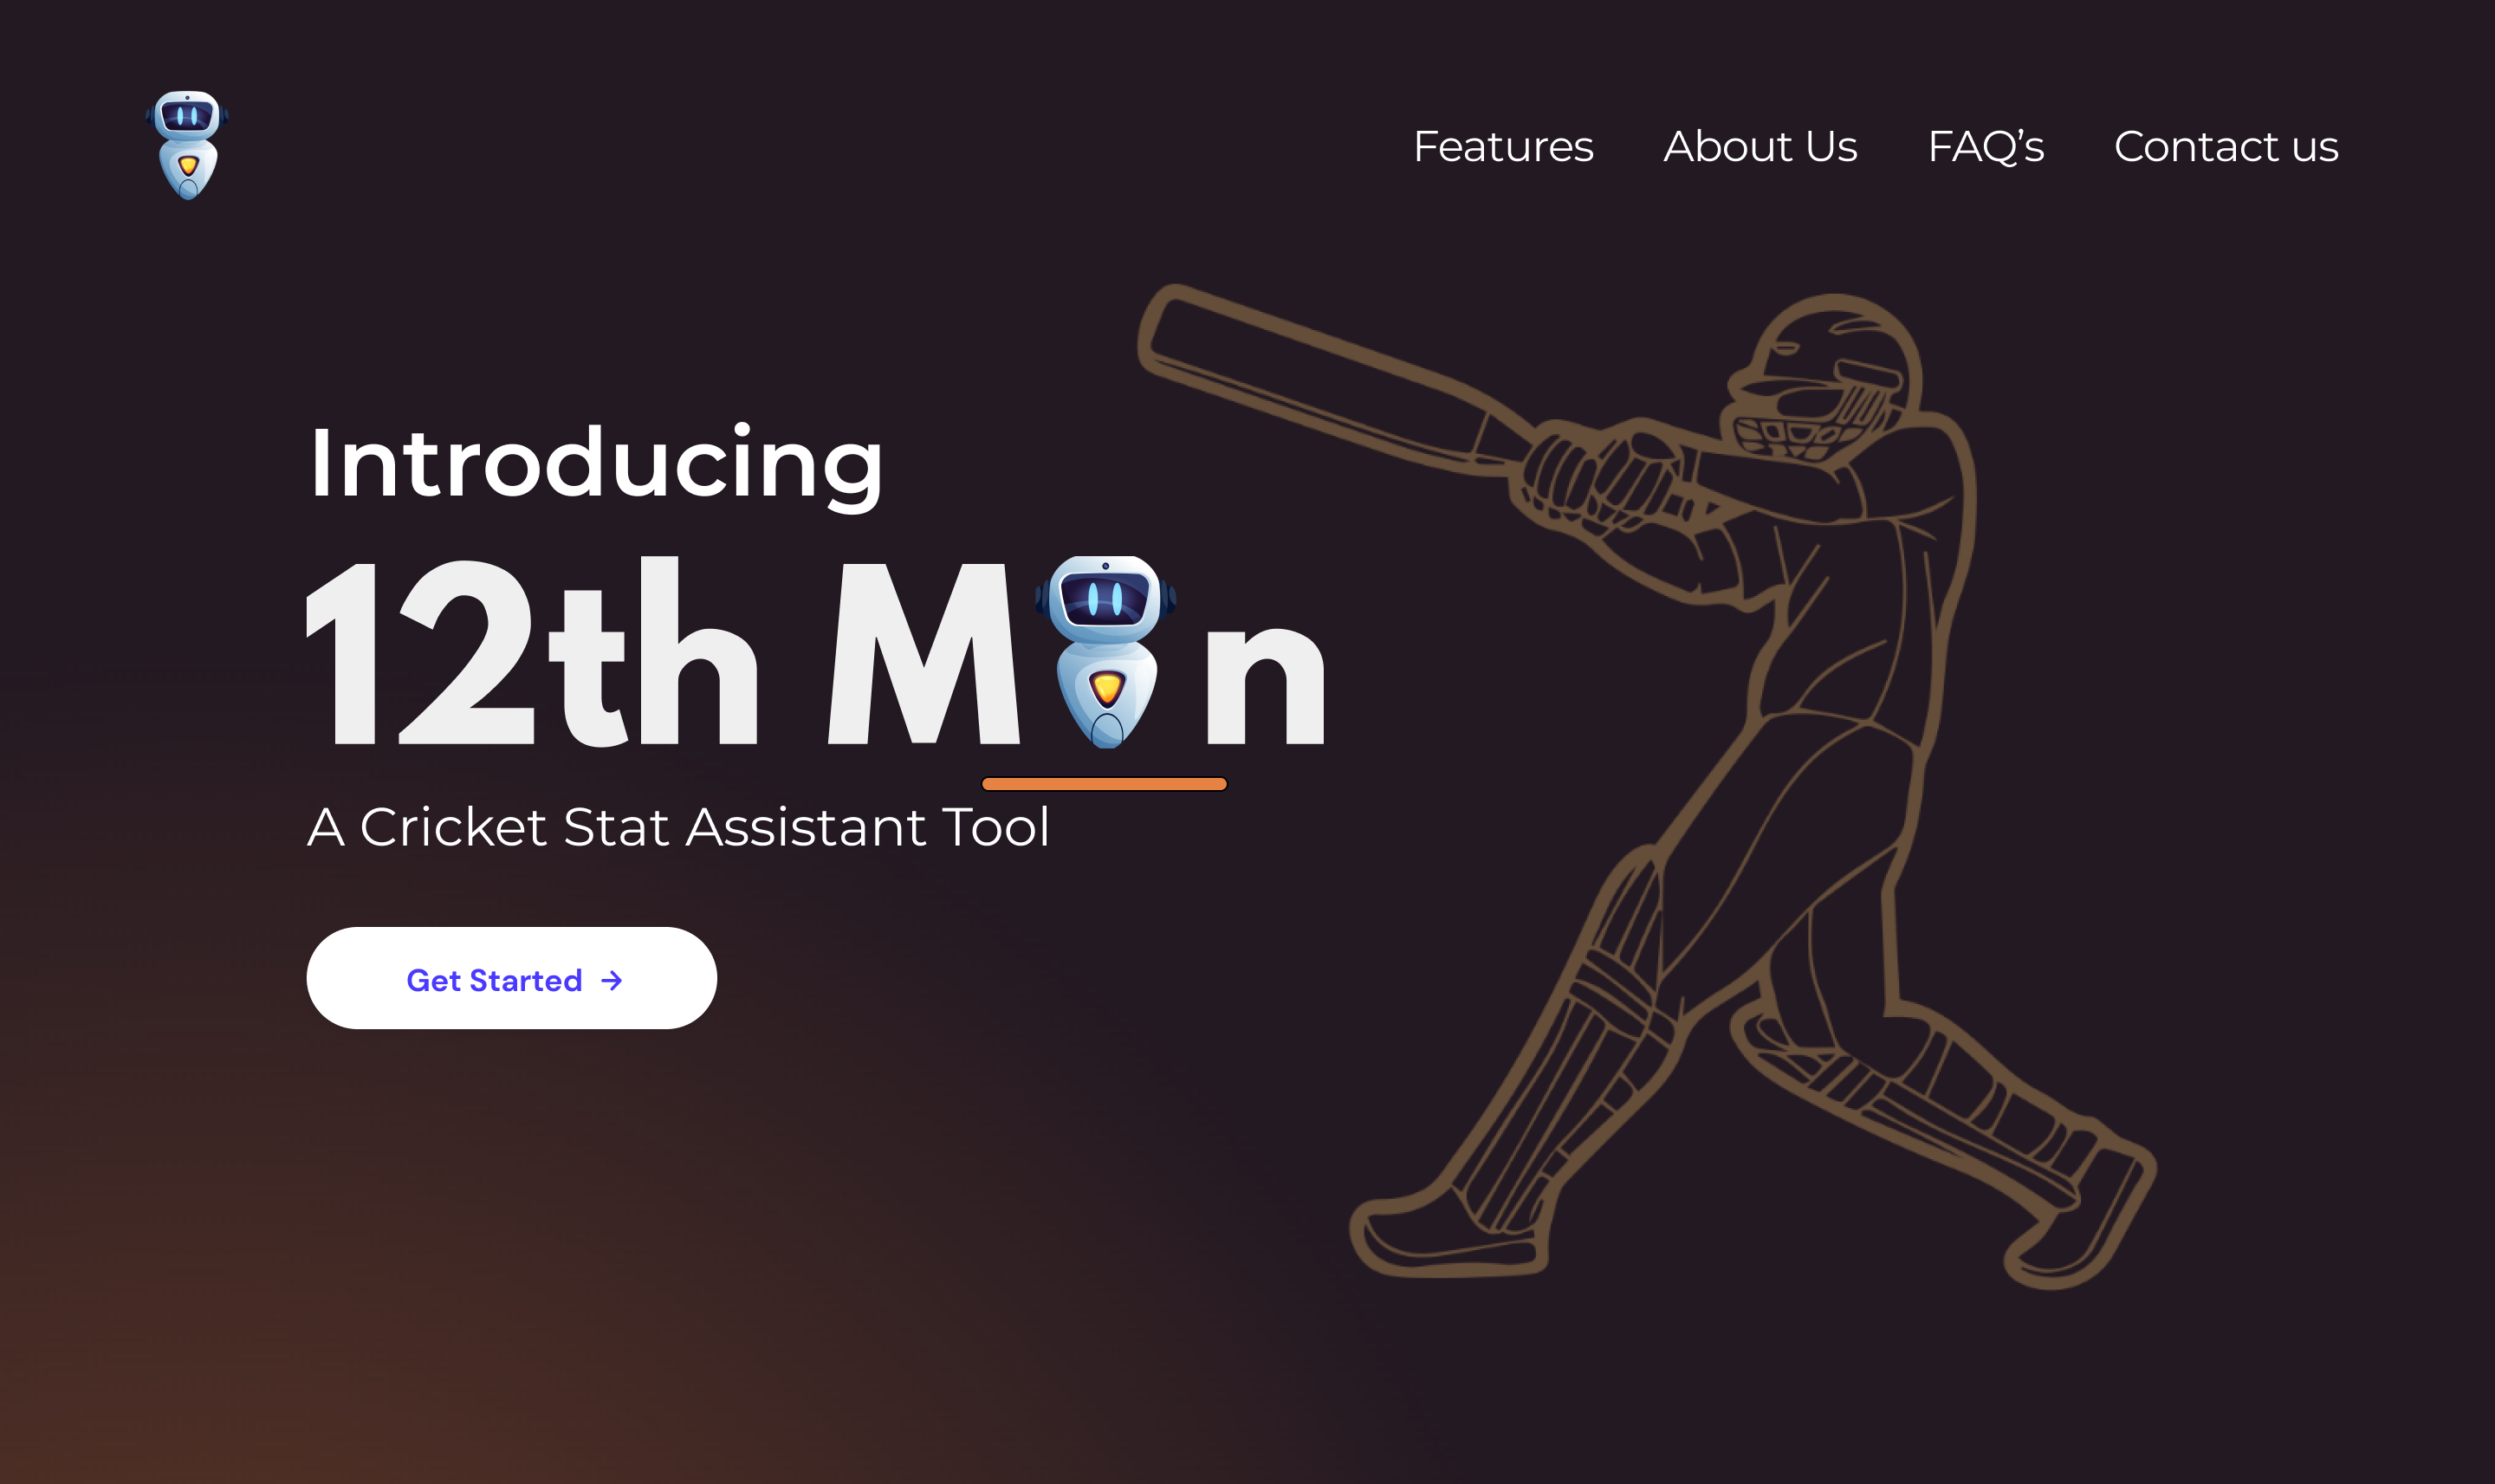 Features About Us FAQ’s Contact us
Introducing
12th M n
A Cricket Stat Assistant Tool
Get Started →